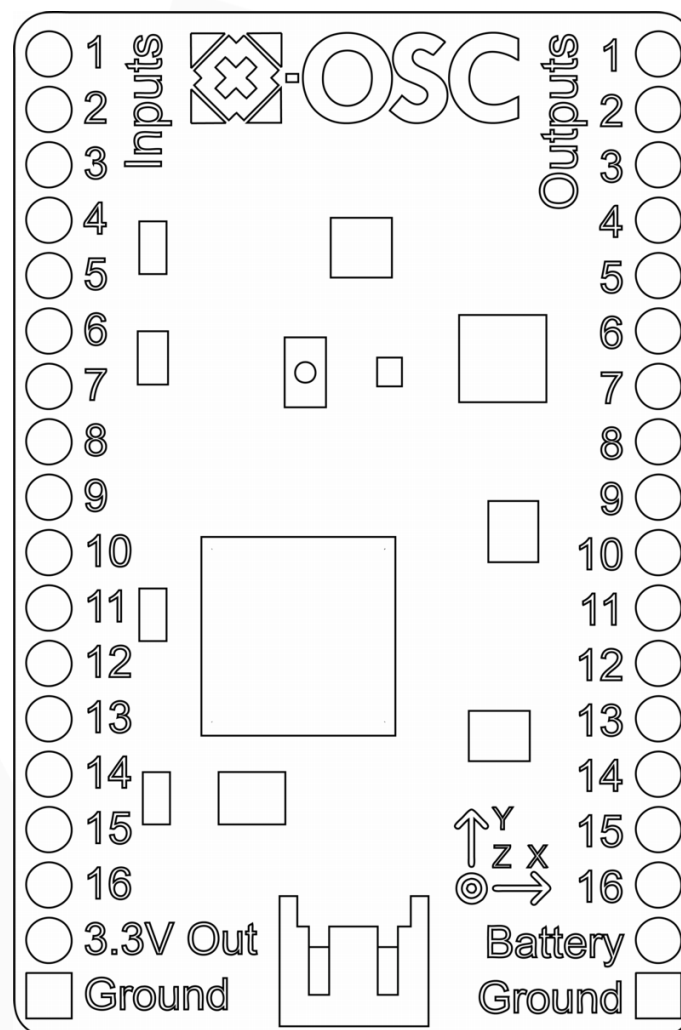 Inputs
-OSC
Outputs
1 1
2 2
3 3
4 4
5 5
6 6
7 7
8 8
9 9
10 10
11 11
12 12
13 13
14 14
Y
15 15
Z X
16 16
3.3V Out Battery
Ground Ground